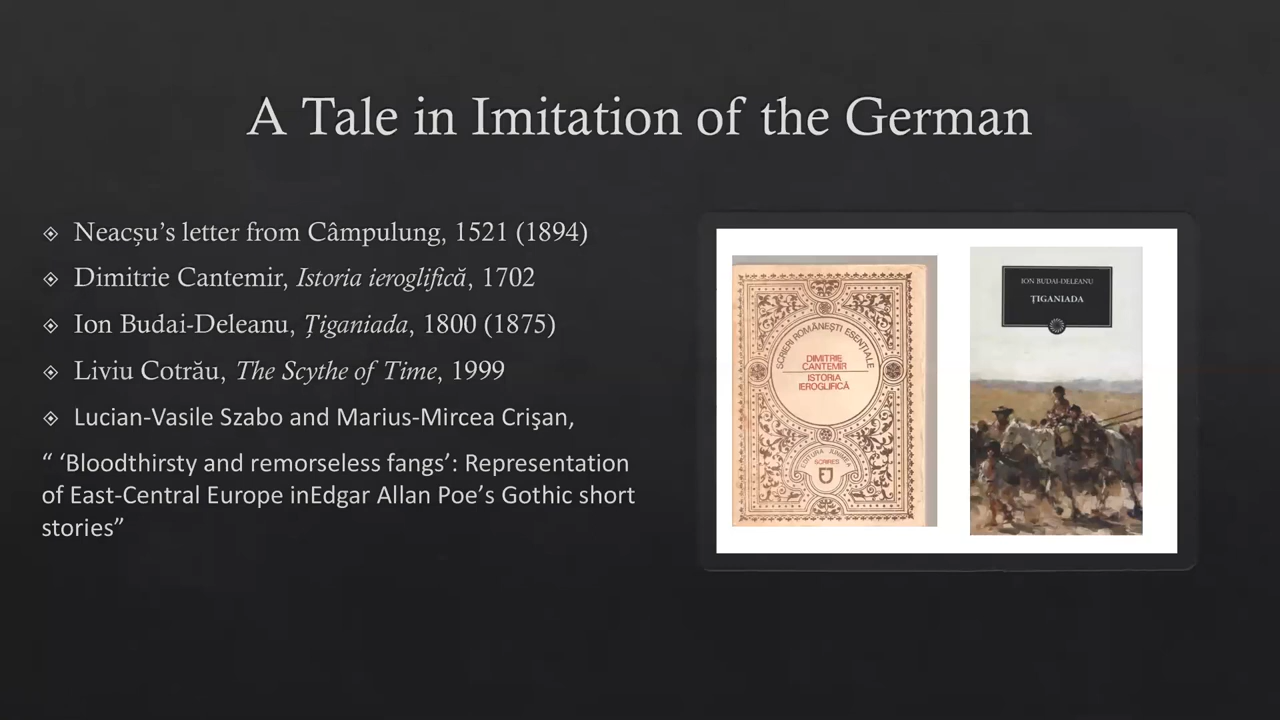 A Tale in Imitation of the German
Neacșu’s letter from Câmpulung, 1521 (1894)
Dimitrie Cantemir, Istoria ieroglifică, 1702
Ion Budai-Deleanu, Țiganiada, 1800 (1875)
Liviu Cotrău, The Scythe of Time, 1999
Lucian-Vasile Szabo and Marius-Mircea Crişan,
“ ‘Bloodthirsty and remorseless fangs’: Representation
of East-Central Europe inEdgar Allan Poe’s Gothic short
stories”
SCRIERI ROMÂNEȘTI ESENȚIALE
DIMITRIE
CANTEMIR
ISTORIA
IEROGLIFICĂ
EDITURA JUNIMEA
SCRIRES
ION BUDAI-DELEANU
ȚIGANIADA